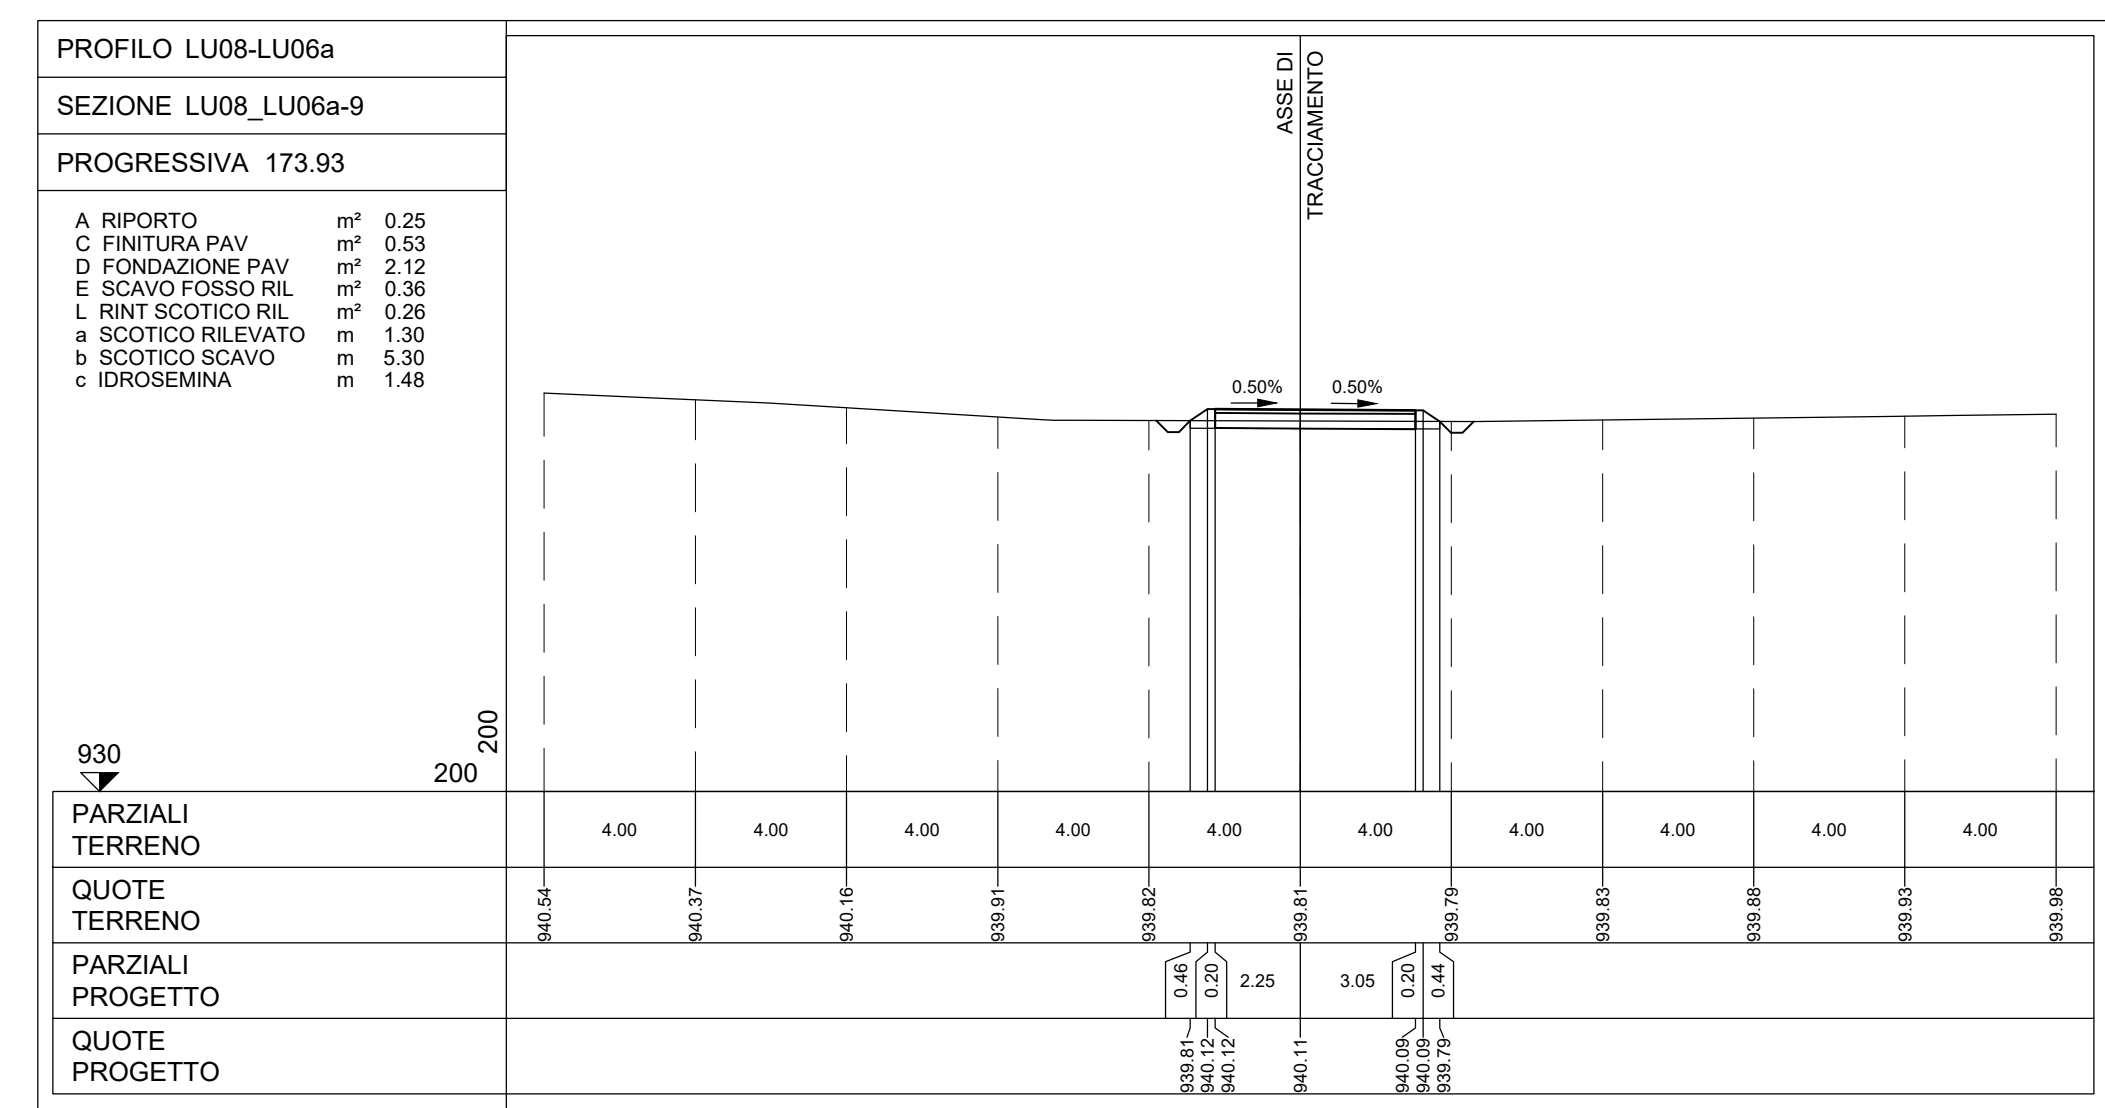 PROFILO LU08-LU06a
SEZIONE LU08_LU06a-9
PROGRESSIVA 173.93
A RIPORTO m² 0.25
C FINITURA PAV m² 0.53
D FONDAZIONE PAV m² 2.12
E SCAVO FOSSO RIL m² 0.36
L RINT SCOTICO RIL m² 0.26
a SCOTICO RILEVATO m 1.30
b SCOTICO SCAVO m 5.30
c IDROSEMINA m 1.48
ASSE DI
TRACCIAMENTO
0.50% 0.50%
930
200
200
PARZIALI
TERRENO
4.00 4.00 4.00 4.00 4.00 4.00 4.00 4.00 4.00 4.00
QUOTE
TERRENO
940.54 940.37 940.16 939.91 939.82 939.81 939.79 939.83 939.88 939.93 939.98
PARZIALI
PROGETTO
0.46 0.20 2.25 3.05 0.20 0.44
QUOTE
PROGETTO
939.81 940.12 940.12 940.11 940.09 940.09 939.79